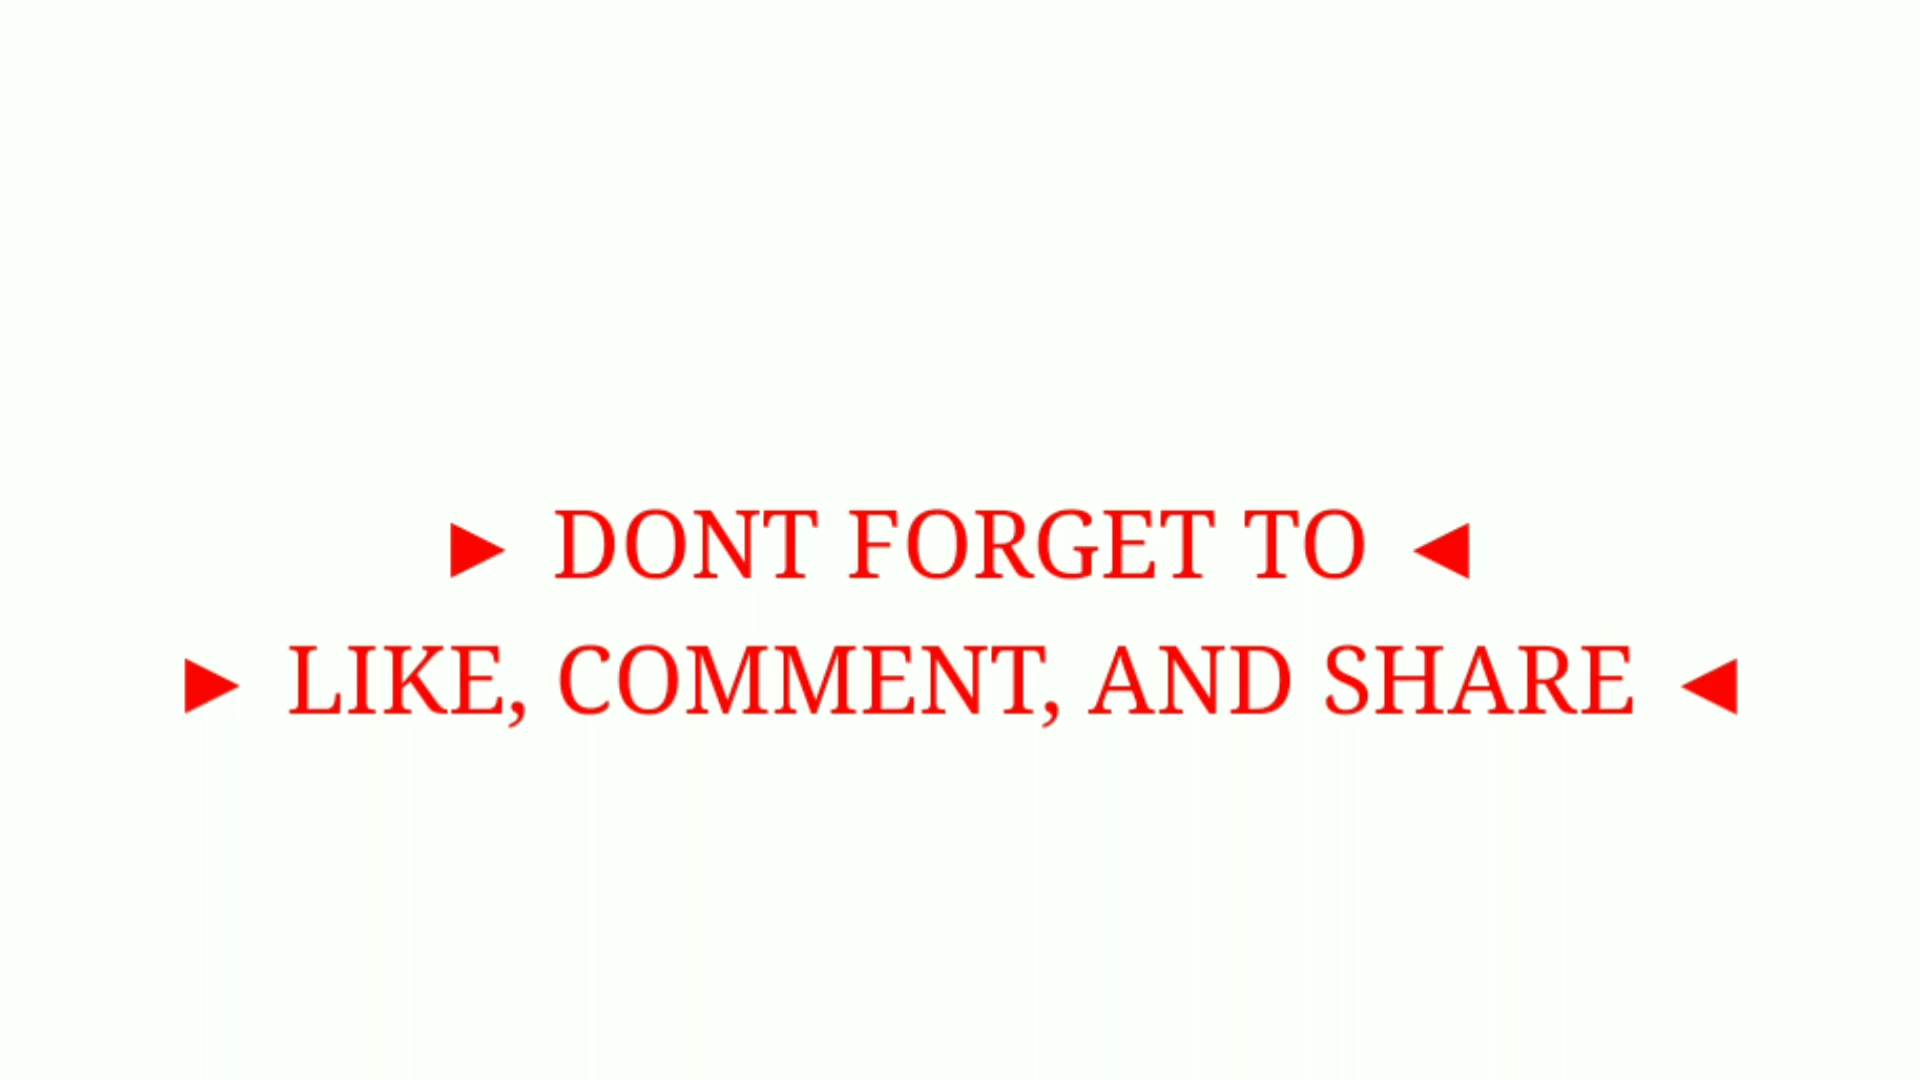 ► DONT FORGET TO ◄
► LIKE, COMMENT, AND SHARE ◄